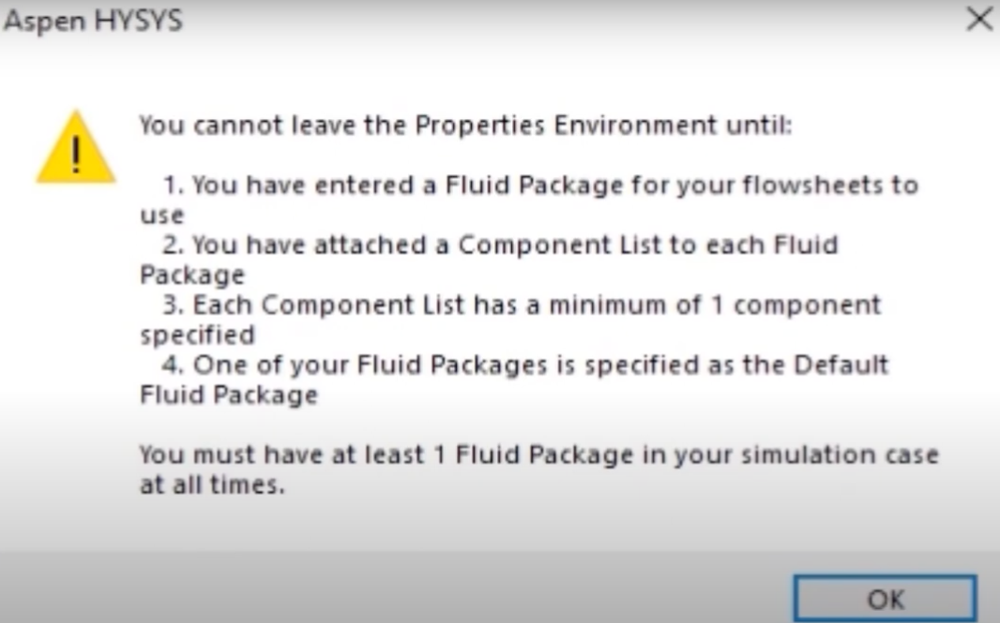 Aspen HYSYS
You cannot leave the Properties Environment until:
1. You have entered a Fluid Package for your flowsheets to
use
2. You have attached a Component List to each Fluid
Package
3. Each Component List has a minimum of 1 component
specified
4. One of your Fluid Packages is specified as the Default
Fluid Package
You must have at least 1 Fluid Package in your simulation case
at all times.
OK